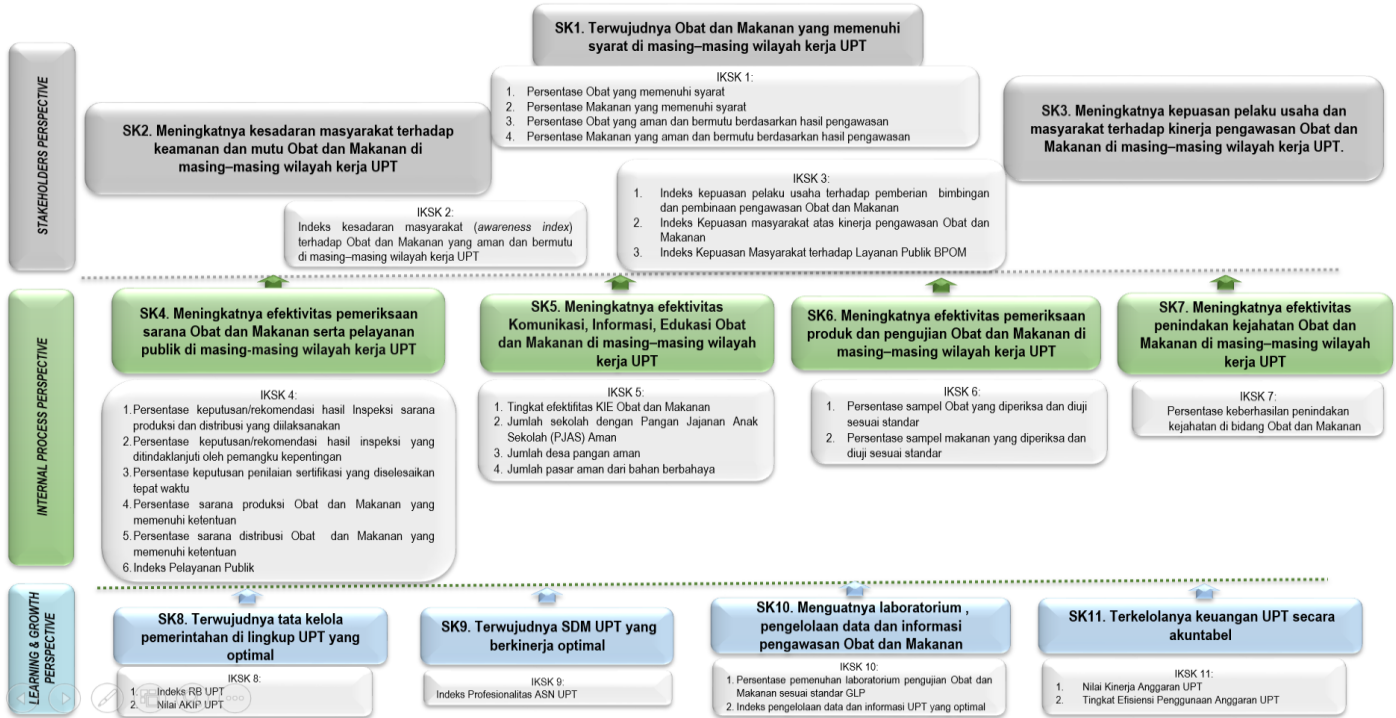 STAKEHOLDERS PERSPECTIVE
SK1. Terwujudnya Obat dan Makanan yang memenuhi
syarat di masing–masing wilayah kerja UPT
IKSK 1:
1. Persentase Obat yang memenuhi syarat
2. Persentase Makanan yang memenuhi syarat
3. Persentase Obat yang aman dan bermutu berdasarkan hasil pengawasan
4. Persentase Makanan yang aman dan bermutu berdasarkan hasil pengawasan
SK2. Meningkatnya kesadaran masyarakat terhadap
keamanan dan mutu Obat dan Makanan di
masing–masing wilayah kerja UPT
IKSK 2:
Indeks kesadaran masyarakat (awareness index)
terhadap Obat dan Makanan yang aman dan bermutu
di masing–masing wilayah kerja UPT
SK3. Meningkatnya kepuasan pelaku usaha dan
masyarakat terhadap kinerja pengawasan Obat dan
Makanan di masing–masing wilayah kerja UPT.
IKSK 3:
1. Indeks kepuasan pelaku usaha terhadap pemberian bimbingan
dan pembinaan pengawasan Obat dan Makanan
2. Indeks Kepuasan masyarakat atas kinerja pengawasan Obat dan
Makanan
3. Indeks Kepuasan Masyarakat terhadap Layanan Publik BPOM
INTERNAL PROCESS PERSPECTIVE
SK4. Meningkatnya efektivitas pemeriksaan
sarana Obat dan Makanan serta pelayanan
publik di masing-masing wilayah kerja UPT
IKSK 4:
1. Persentase keputusan/rekomendasi hasil Inspeksi sarana
produksi dan distribusi yang diilaksanakan
2. Persentase keputusan/rekomendasi hasil inspeksi yang
ditindaklanjuti oleh pemangku kepentingan
3. Persentase keputusan penilaian sertifikasi yang diselesaikan
tepat waktu
4. Persentase sarana produksi Obat dan Makanan yang
memenuhi ketentuan
5. Persentase sarana distribusi Obat dan Makanan yang
memenuhi ketentuan
6. Indeks Pelayanan Publik
SK5. Meningkatnya efektivitas
Komunikasi, Informasi, Edukasi Obat
dan Makanan di masing–masing wilayah
kerja UPT
IKSK 5:
1. Tingkat efektifitas KIE Obat dan Makanan
2. Jumlah sekolah dengan Pangan Jajanan Anak
Sekolah (PJAS) Aman
3. Jumlah desa pangan aman
4. Jumlah pasar aman dari bahan berbahaya
SK6. Meningkatnya efektivitas pemeriksaan
produk dan pengujian Obat dan Makanan di
masing–masing wilayah kerja UPT
IKSK 6:
1. Persentase sampel Obat yang diperiksa dan diuji
sesuai standar
2. Persentase sampel makanan yang diperiksa dan
diuji sesuai standar
SK7. Meningkatnya efektivitas
penindakan kejahatan Obat dan
Makanan di masing–masing wilayah
kerja UPT
IKSK 7:
Persentase keberhasilan penindakan
kejahatan di bidang Obat dan Makanan
LEARNING & GROWTH
PERSPECTIVE
SK8. Terwujudnya tata kelola
pemerintahan di lingkup UPT yang
optimal
IKSK 8:
1. Indeks RB UPT
2. Nilai AKIP UPT
SK9. Terwujudnya SDM UPT yang
berkinerja optimal
IKSK 9:
Indeks Profesionalitas ASN UPT
SK10. Menguatnya laboratorium ,
pengelolaan data dan informasi
pengawasan Obat dan Makanan
IKSK 10:
1. Persentase pemenuhan laboratorium pengujian Obat dan
Makanan sesuai standar GLP
2. Indeks pengelolaan data dan informasi UPT yang optimal
SK11. Terkelolanya keuangan UPT secara
akuntabel
IKSK 11:
1. Nilai Kinerja Anggaran UPT
2. Tingkat Efisiensi Penggunaan Anggaran UPT